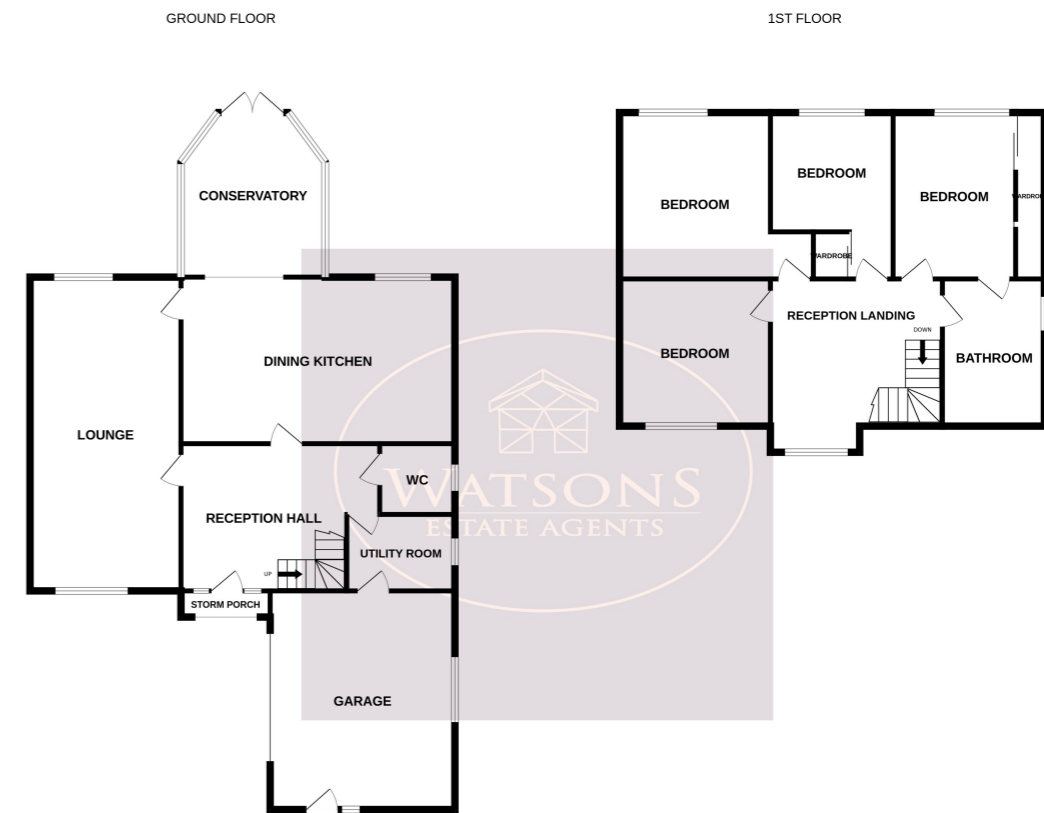 GROUND FLOOR
1ST FLOOR
CONSERVATORY
DINING KITCHEN
LOUNGE
WC
RECEPTION HALL
UTILITY ROOM
UP
STORM PORCH
GARAGE
BEDROOM
BEDROOM
BEDROOM
WARDROBE
BEDROOM
RECEPTION LANDING
DOWN
BATHROOM
WATSONS
ESTATE AGENTS